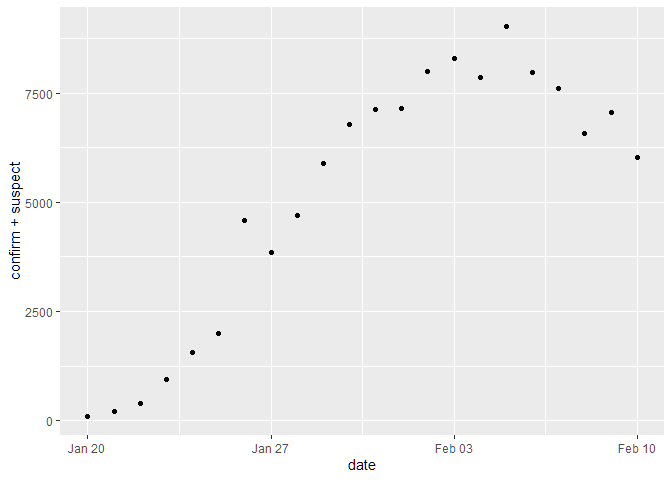 7500
5000
2500
0
confirm + suspect
Jan 20
Jan 27
Feb 03
Feb 10
date